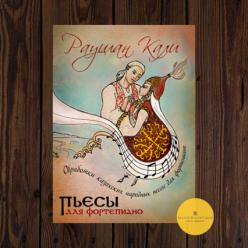 Раушан Кали
Обработки казахских народных песен для фортепиано
ПЬЕСЫ
для фортепиано